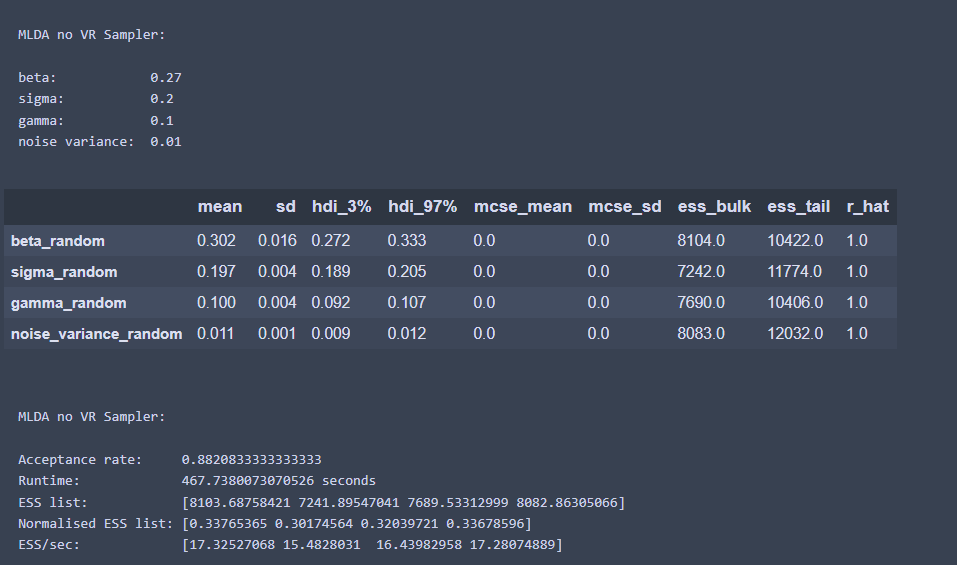 MLDA no VR Sampler:
beta: 0.27
sigma: 0.2
gamma: 0.1
noise variance: 0.01
mean sd hdi_3% hdi_97% mcse_mean mcse_sd ess_bulk ess_tail r_hat
beta_random 0.302 0.016 0.272 0.333 0.0 0.0 8104.0 10422.0 1.0
sigma_random 0.197 0.004 0.189 0.205 0.0 0.0 7242.0 11774.0 1.0
gamma_random 0.100 0.004 0.092 0.107 0.0 0.0 7690.0 10406.0 1.0
noise_variance_random 0.011 0.001 0.009 0.012 0.0 0.0 8083.0 12032.0 1.0
MLDA no VR Sampler:
Acceptance rate: 0.8820833333333333
Runtime: 467.7380073070526 seconds
ESS list: [8103.68758421 7241.89547041 7689.53312999 8082.86305066]
Normalised ESS list: [0.33765365 0.30174564 0.32039721 0.33678596]
ESS/sec: [17.32527068 15.4828031 16.43982958 17.28074889]